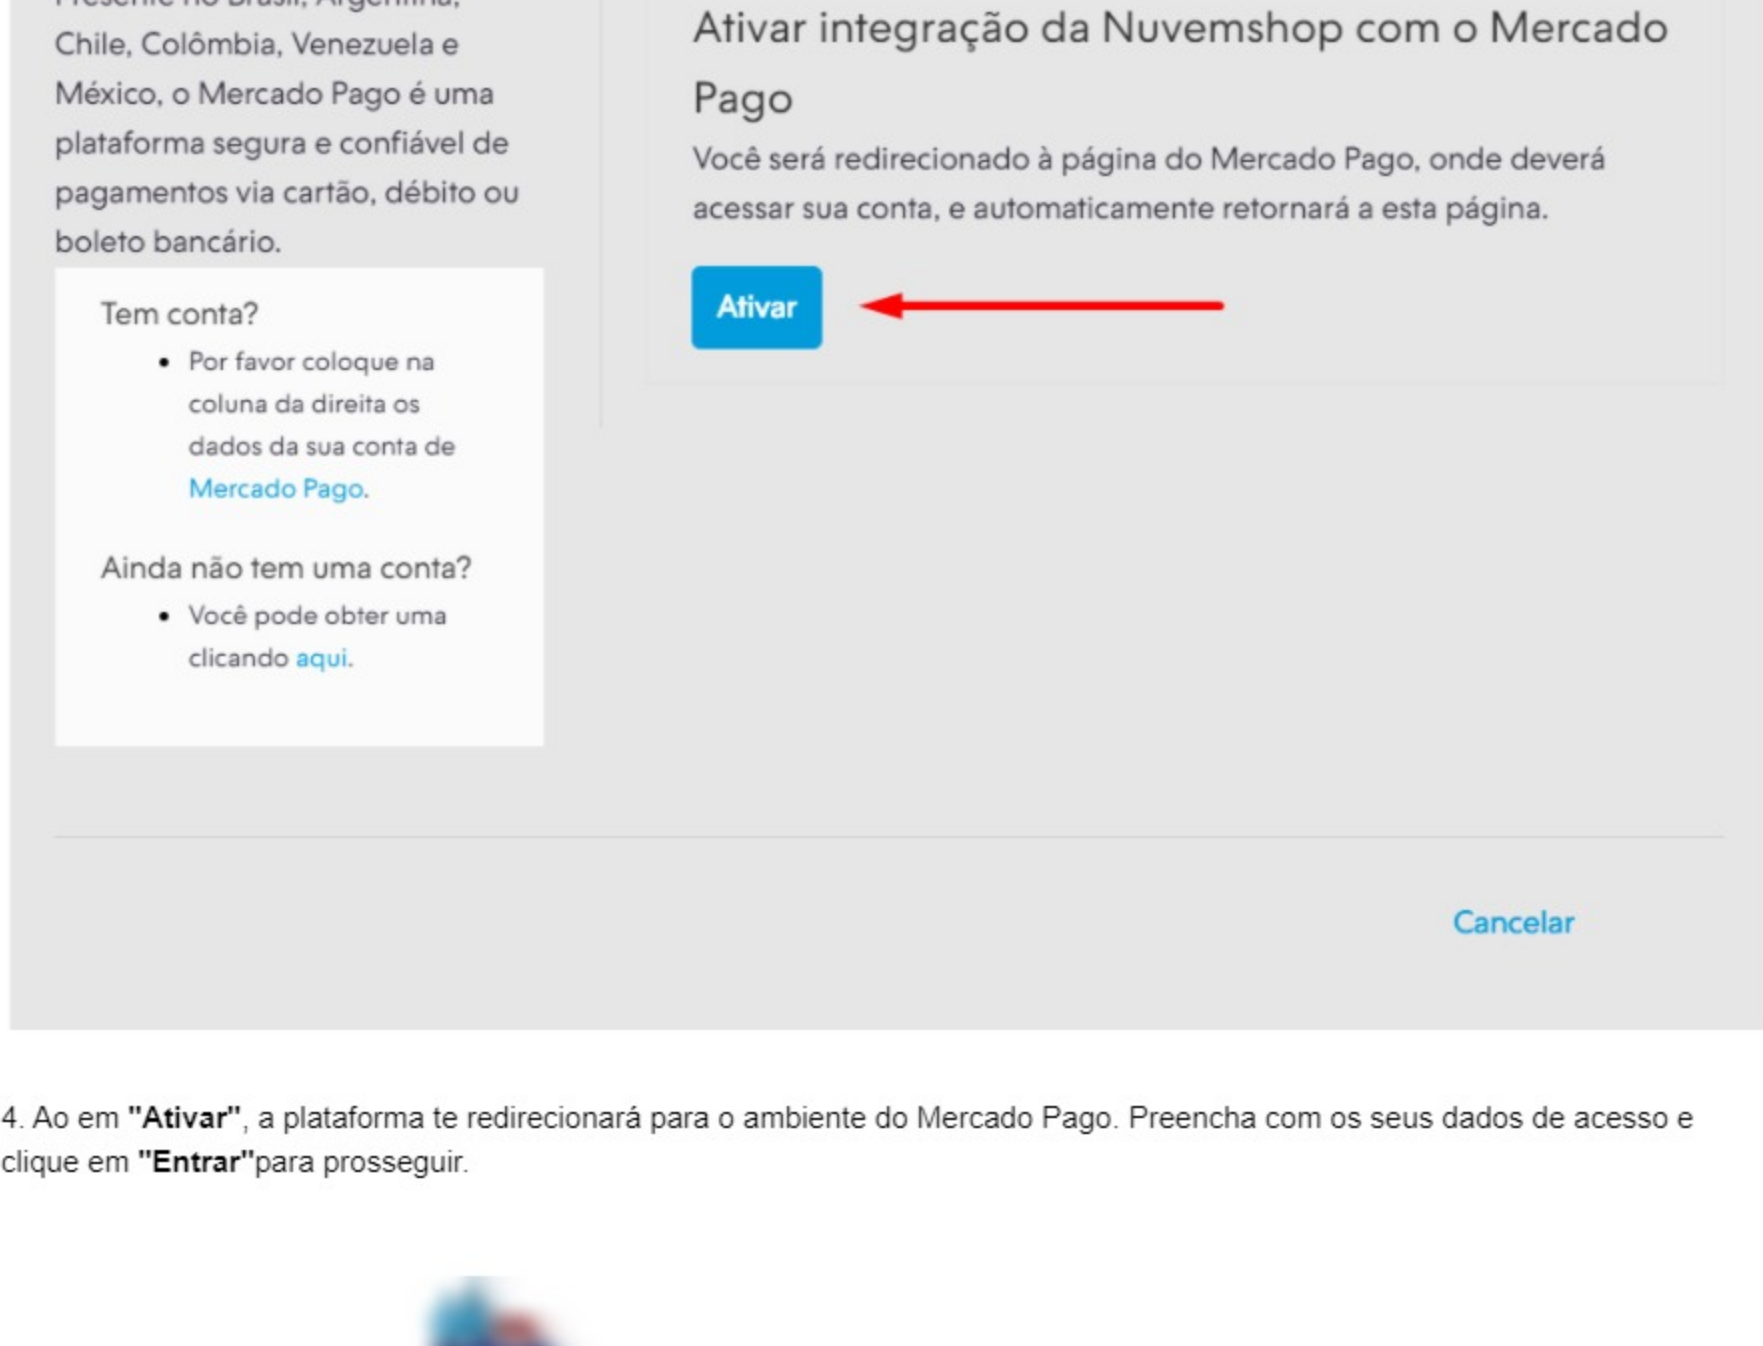 Presente no Brasil, Argentina,
Chile, Colômbia, Venezuela e
México, o Mercado Pago é uma
plataforma segura e confiável de
pagamentos via cartão, débito ou
boleto bancário.
Tem conta?
• Por favor coloque na
coluna da direita os
dados da sua conta de
Mercado Pago.
Ainda não tem uma conta?
• Você pode obter uma
clicando aqui.
Ativar integração da Nuvemshop com o Mercado
Pago
Você será redirecionado à página do Mercado Pago, onde deverá
acessar sua conta, e automaticamente retornará a esta página.
Ativar
Cancelar
4. Ao em "Ativar", a plataforma te redirecionará para o ambiente do Mercado Pago. Preencha com os seus dados de acesso e
clique em "Entrar"para prosseguir.